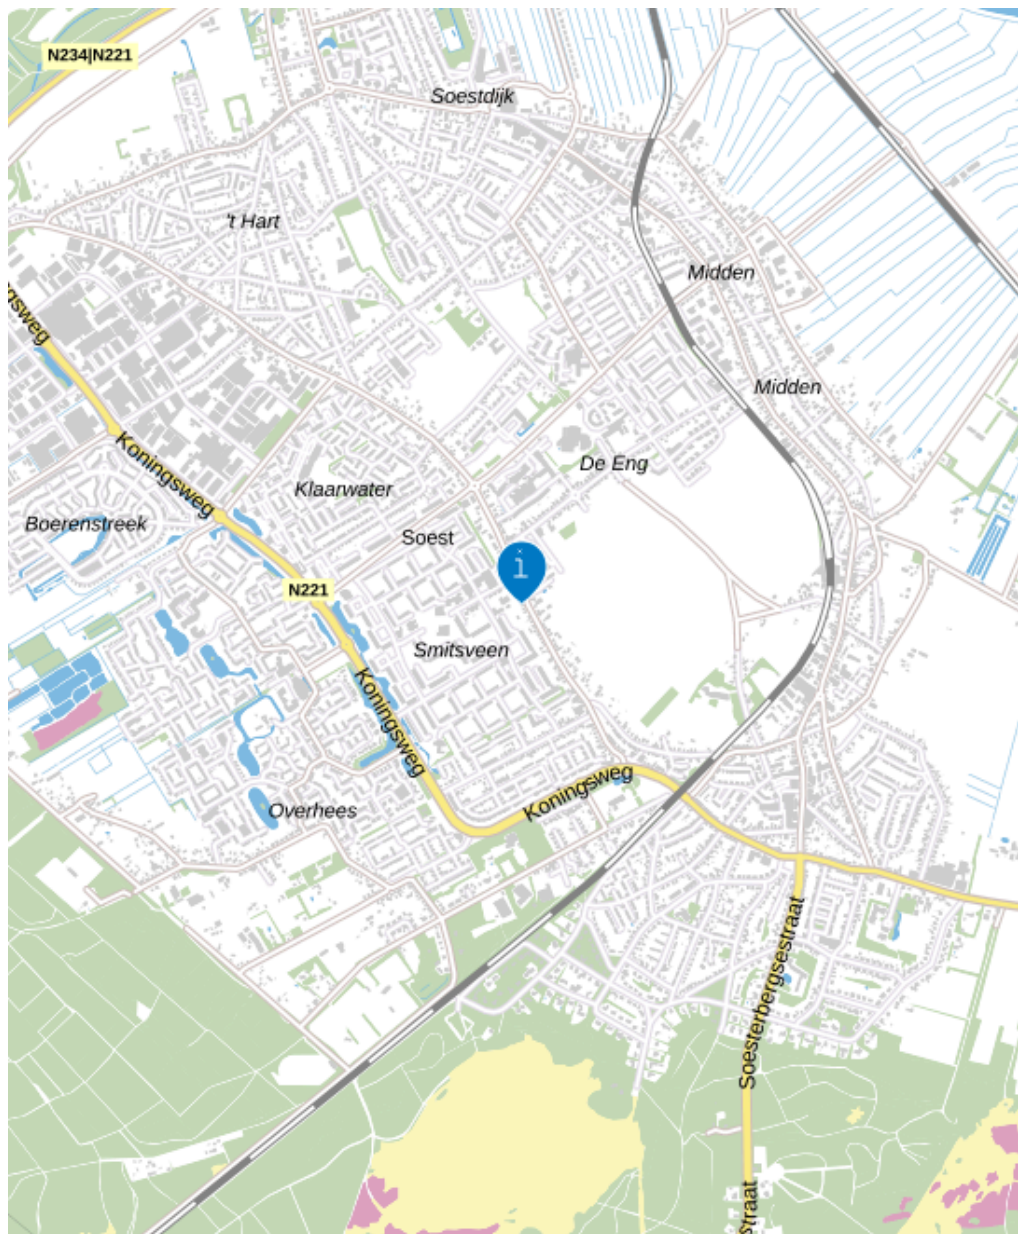 N234|N221
Soestdijk
't Hart
Midden
gsweg
Midden
Koningsweg
De Eng
Klaarwater
Boerenstreek
Soest
i
N221
Smitsveen
Koningsweg
Koningsweg
Overhees
Soesterbergsestraat
straat